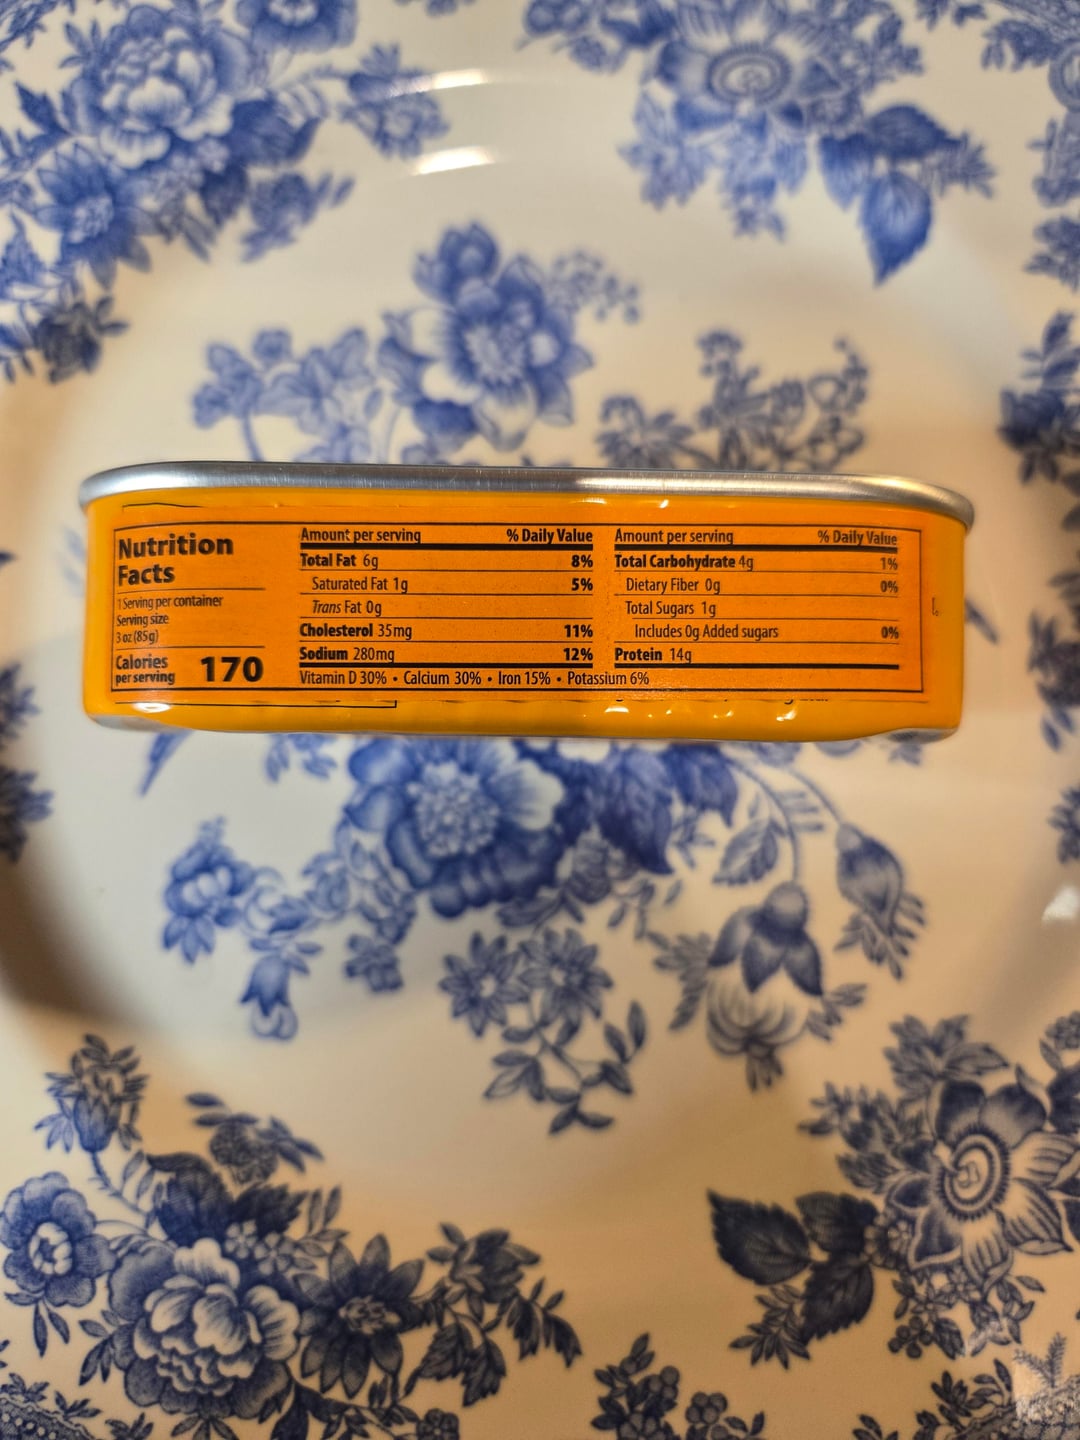 Nutrition
Facts
1 Serving per container
Serving size
3 oz (85g)
Calories
per serving 170
Amount per serving % Daily Value
Total Fat 6g 8%
Saturated Fat 1g 5%
Trans Fat 0g
Cholesterol 35mg 11%
Sodium 280mg 12%
Amount per serving % Daily Value
Total Carbohydrate 4g 1%
Dietary Fiber 0g 0%
Total Sugars 1g
Includes 0g Added sugars 0%
Protein 14g
Vitamin D 30% • Calcium 30% • Iron 15% • Potassium 6%